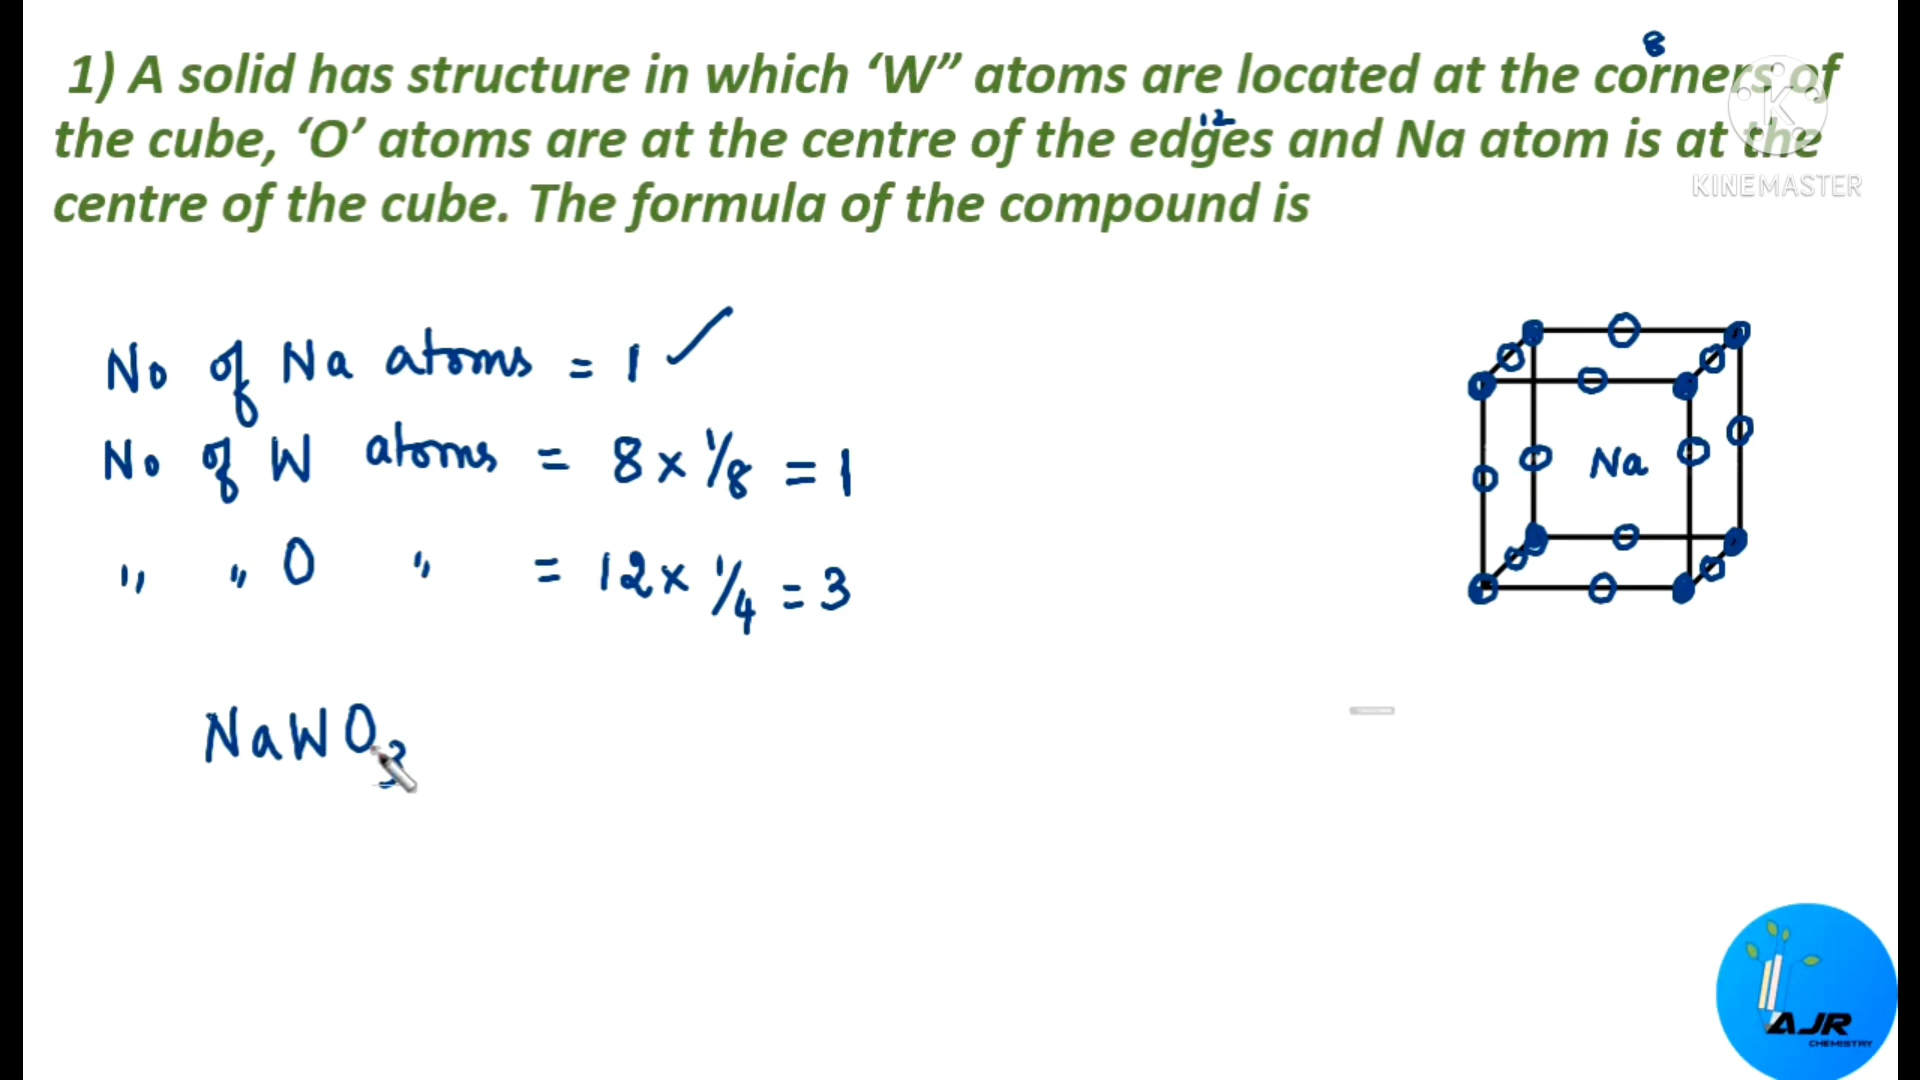 8
1) A solid has structure in which ‘W” atoms are located at the corners of
12
the cube, ‘O’ atoms are at the centre of the edges and Na atom is at the
KINEMASTER
centre of the cube. The formula of the compound is
No of Na atoms = 1 ✓
No of W atoms = 8 x 1/8 = 1
" " O " = 12 x 1/4 = 3
Na
NaWO3
AJR
CHEMISTRY